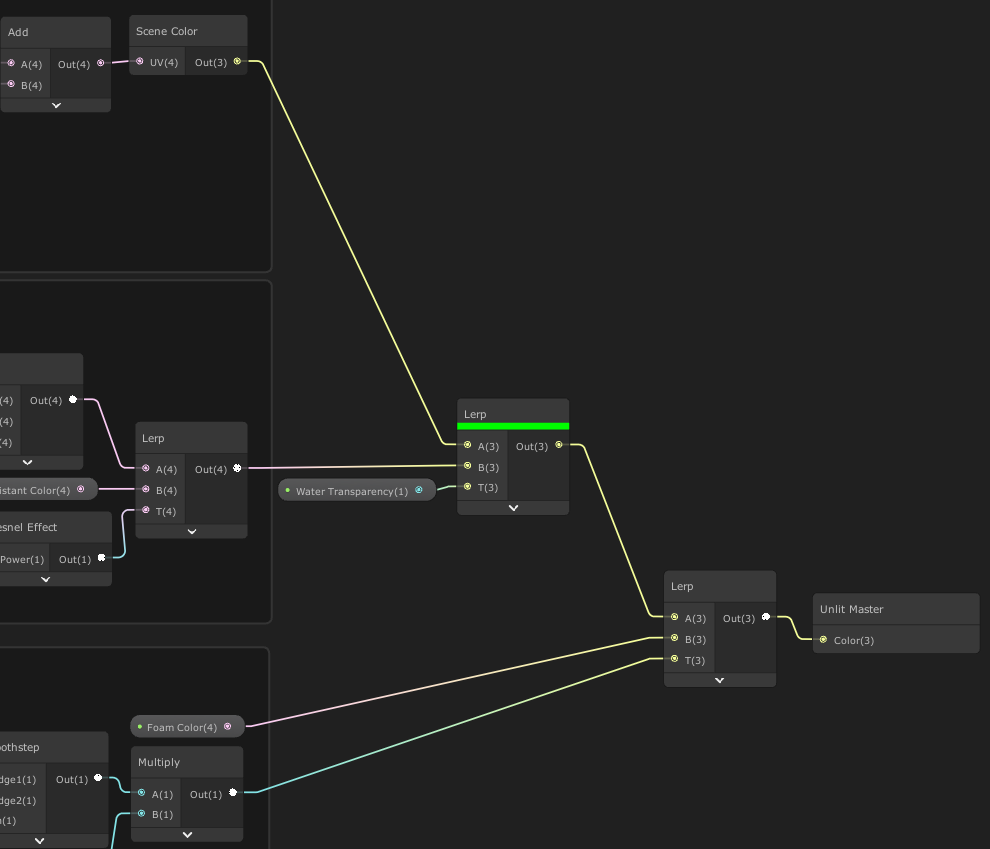 Add
A(4) Out(4)
B(4)
Scene Color
UV(4) Out(3)
(4) Out(4)
(4)
(4)
istant Color(4)
esnel Effect
Power(1) Out(1)
Lerp
A(4) Out(4)
B(4)
T(4)
Water Transparency(1)
Lerp
A(3) Out(3)
B(3)
T(3)
Lerp
A(3) Out(3)
B(3)
T(3)
Unlit Master
Color(3)
Foam Color(4)
oothstep
dge1(1) Out(1)
dge2(1)
n(1)
Multiply
A(1) Out(1)
B(1)